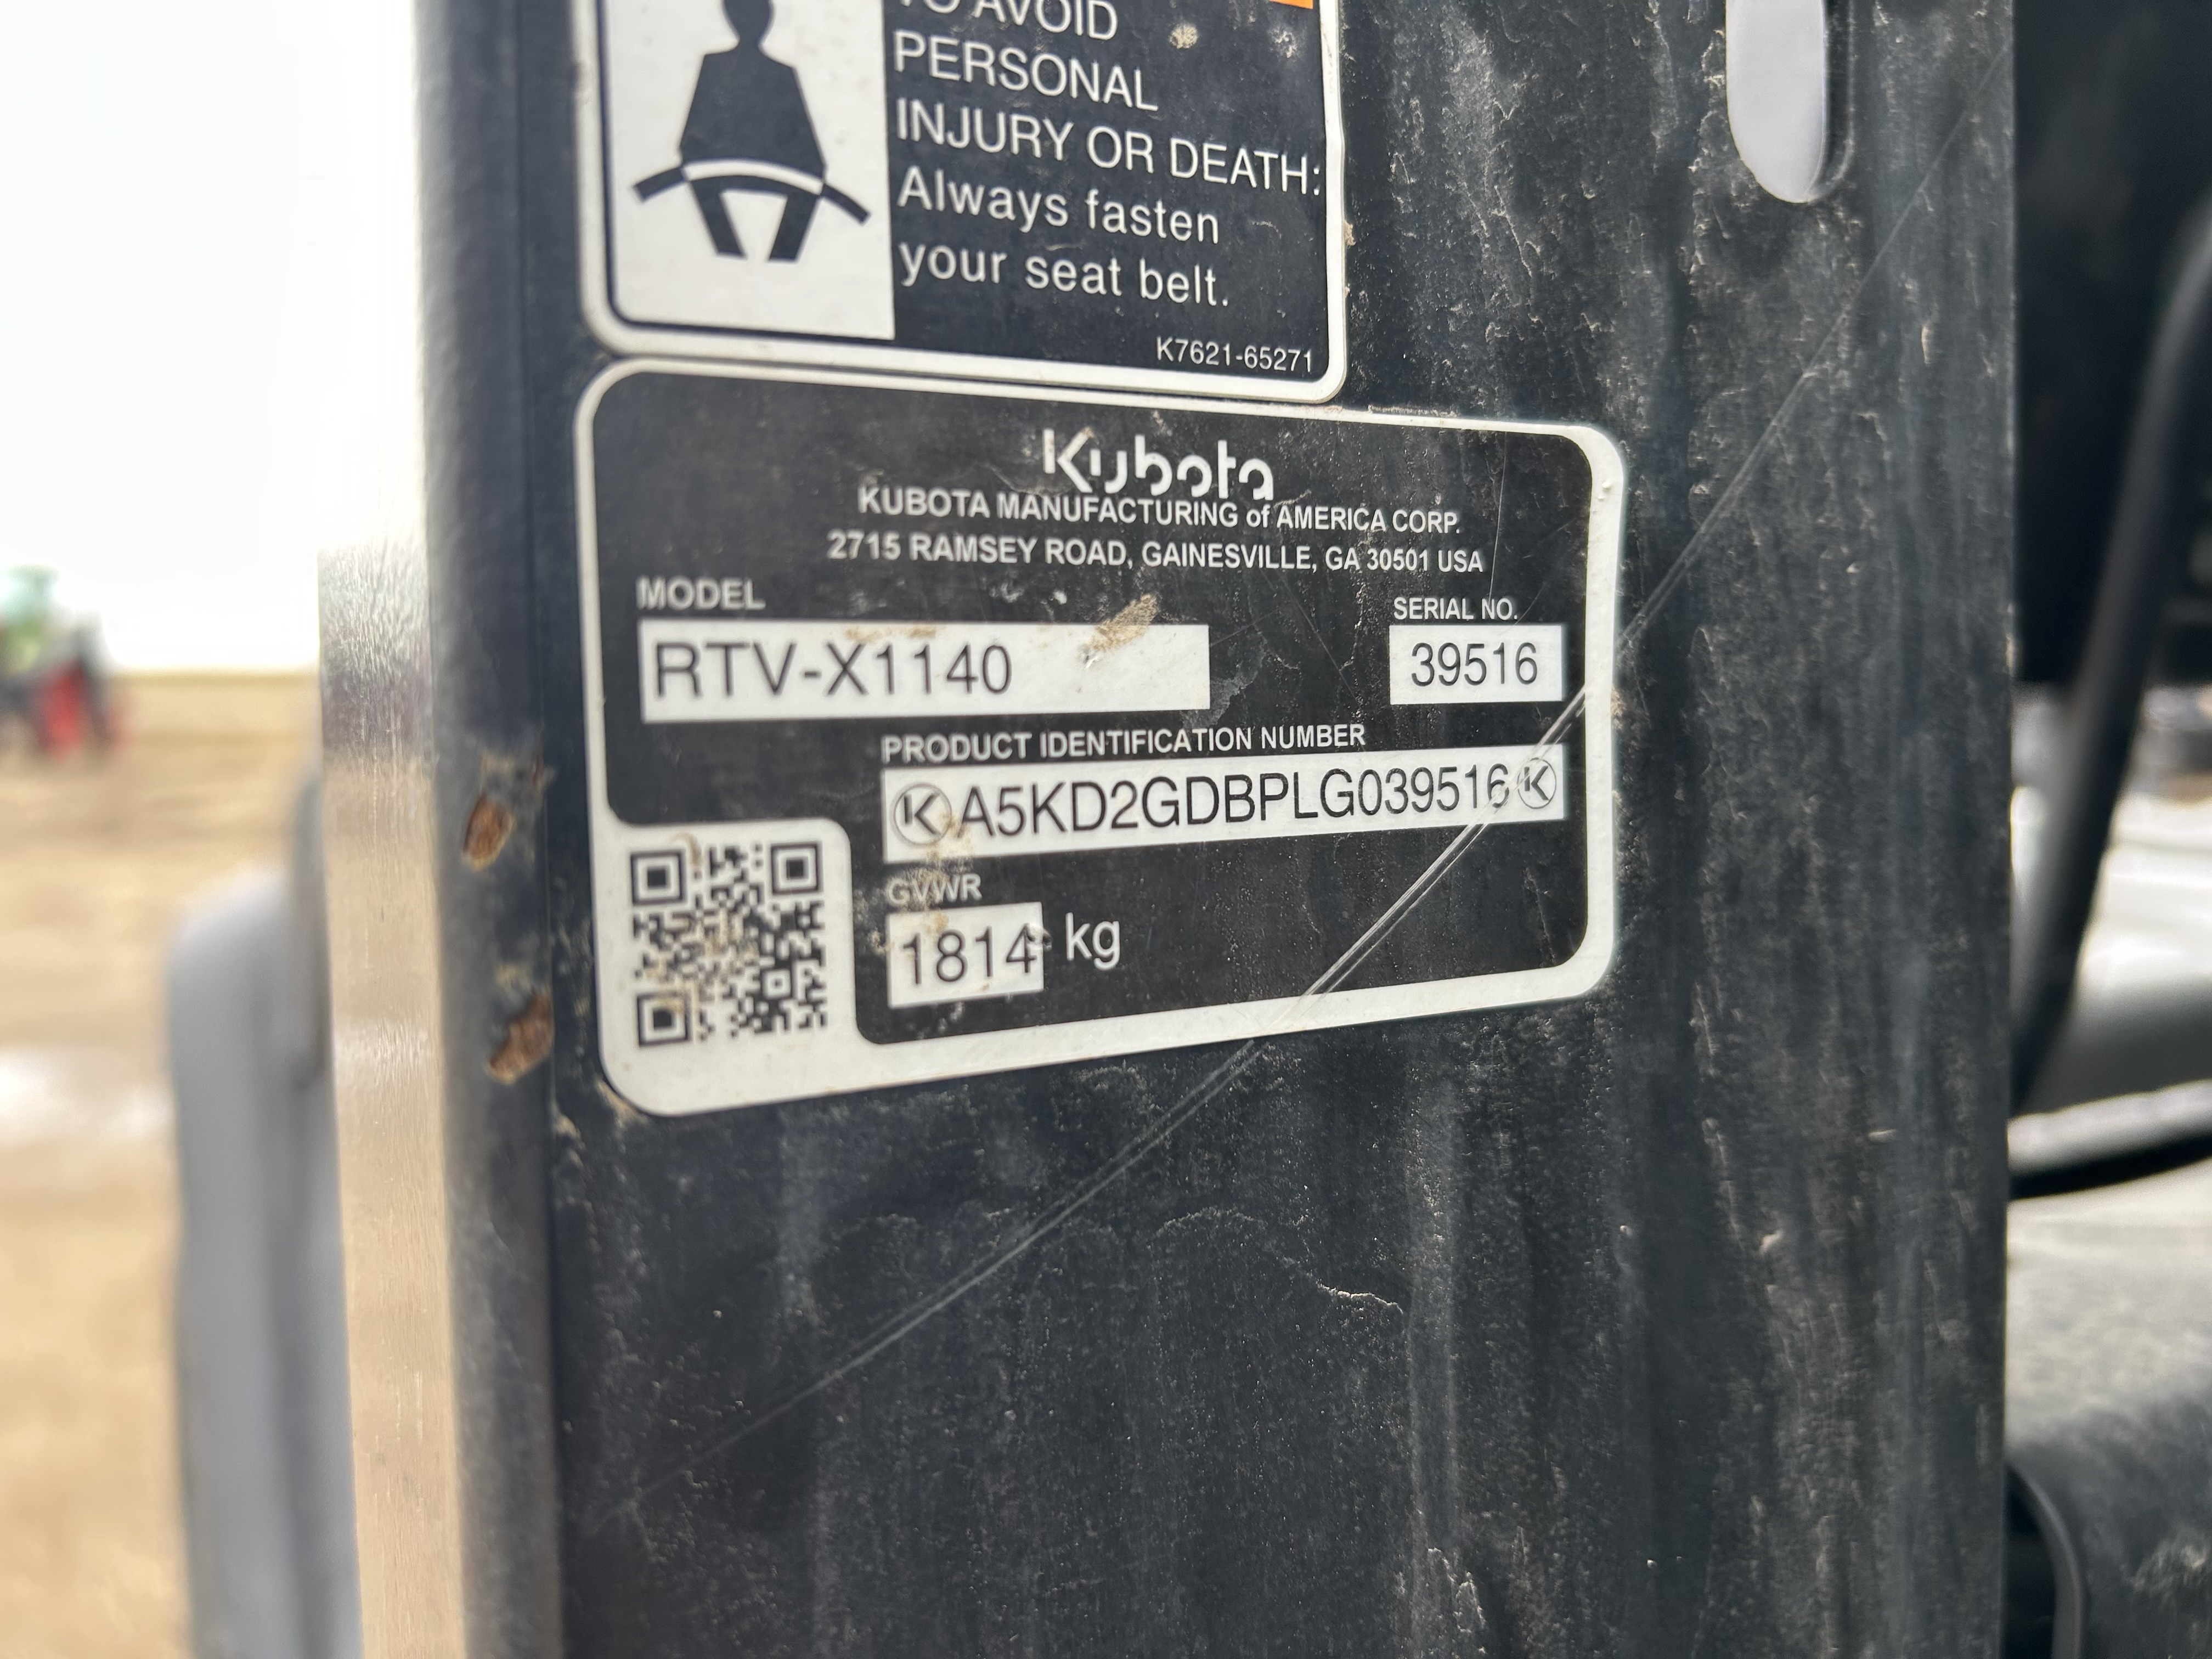 TO AVOID
PERSONAL
INJURY OR DEATH:
Always fasten
your seat belt.
K7621-65271
Kubota
KUBOTA MANUFACTURING of AMERICA CORP.
2715 RAMSEY ROAD, GAINESVILLE, GA 30501 USA
MODEL
SERIAL NO.
RTV-X1140
39516
PRODUCT IDENTIFICATION NUMBER
K A5KD2GDBPLG039516 K
GVWR
1814 kg